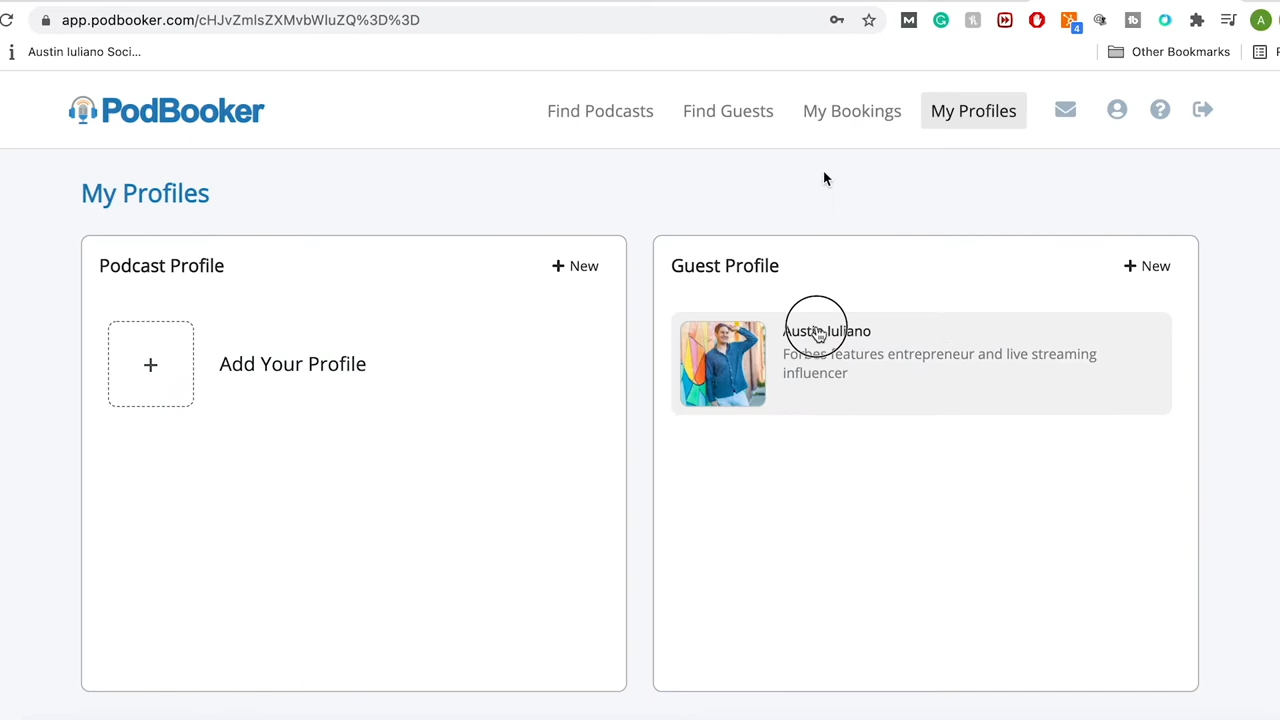 app.podbooker.com/cHJvZmlsZXMvbWluZQ%3D%3D
4
A
Austin Iuliano Soci...
Other Bookmarks
PodBooker
Find Podcasts
Find Guests
My Bookings
My Profiles
My Profiles
Podcast Profile
+ New
+
Add Your Profile
Guest Profile
+ New
Austin Iuliano
Forbes features entrepreneur and live streaming
influencer